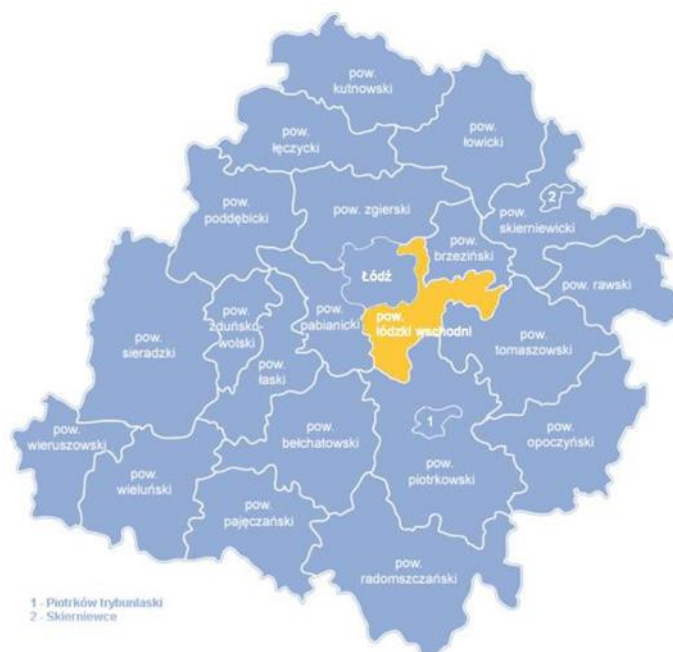 pow.
kutnowski
pow.
łęczycki
pow.
łowicki
2
pow.
poddębicki
pow. zgierski
pow.
skierniewicki
pow.
brzeziński
Łódź
pow. rawski
pow.
sieradzki
pow.
zduńsko-
wolski
pow.
pabianicki
pow.
łódzki wschodni
pow.
tomaszowski
pow.
łaski
1
pow.
wieruszowski
pow.
bełchatowski
pow.
opoczyński
pow.
wieluński
pow.
piotrkowski
pow.
pajęczański
pow.
radomszczański
1 - Piotrków trybunlaski
2 - Skierniewce